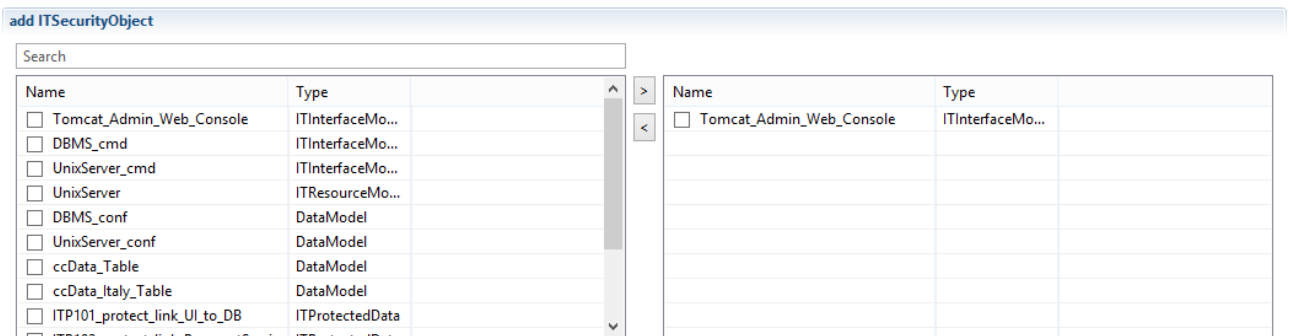 add ITSecurityObject
Search
Name Type
Tomcat_Admin_Web_Console ITInterfaceMo...
DBMS_cmd ITInterfaceMo...
UnixServer_cmd ITInterfaceMo...
UnixServer ITResourceMo...
DBMS_conf DataModel
UnixServer_conf DataModel
ccData_Table DataModel
ccData_Italy_Table DataModel
ITP101_protect_link_UI_to_DB ITProtectedData
>
<
Name Type
Tomcat_Admin_Web_Console ITInterfaceMo...